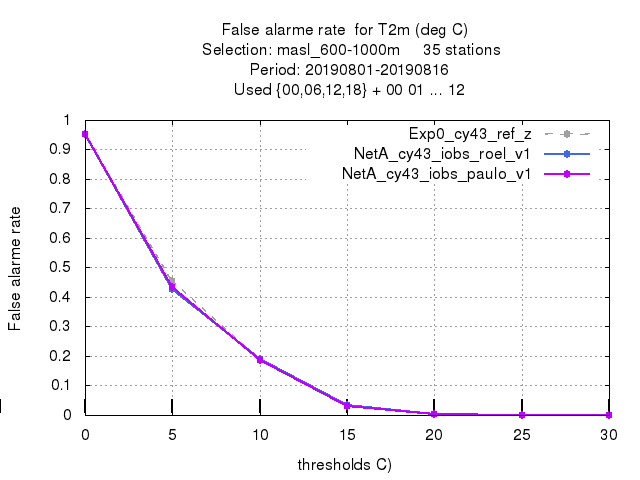 False alarme rate  for T2m (deg C)
Selection: masl_600-1000m     35 stations
Period: 20190801-20190816
Used {00,06,12,18} + 00 01 ... 12
Exp0_cy43_ref_z
NetA_cy43_iobs_roel_v1
NetA_cy43_iobs_paulo_v1
False alarme rate
1
0.9
0.8
0.7
0.6
0.5
0.4
0.3
0.2
0.1
0
0 5 10 15 20 25 30
thresholds C)